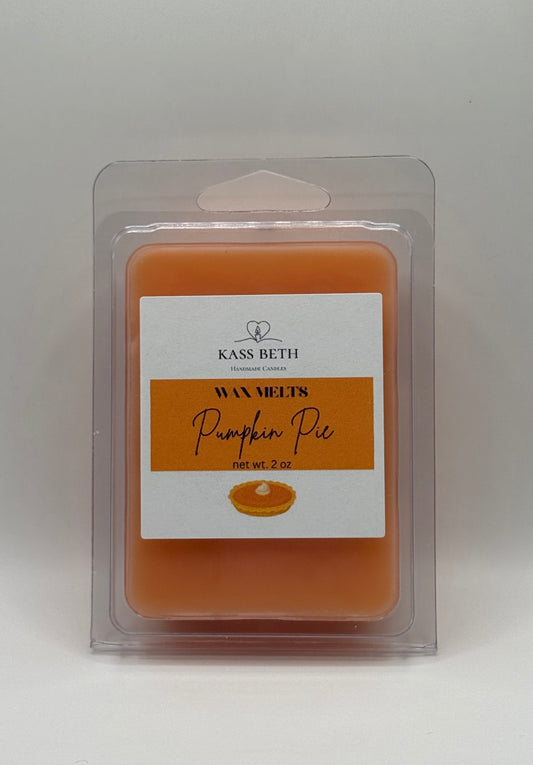 KASS BETH
HANDMADE CANDLES
WAX MELTS
Pumpkin Pie
net wt. 2 oz